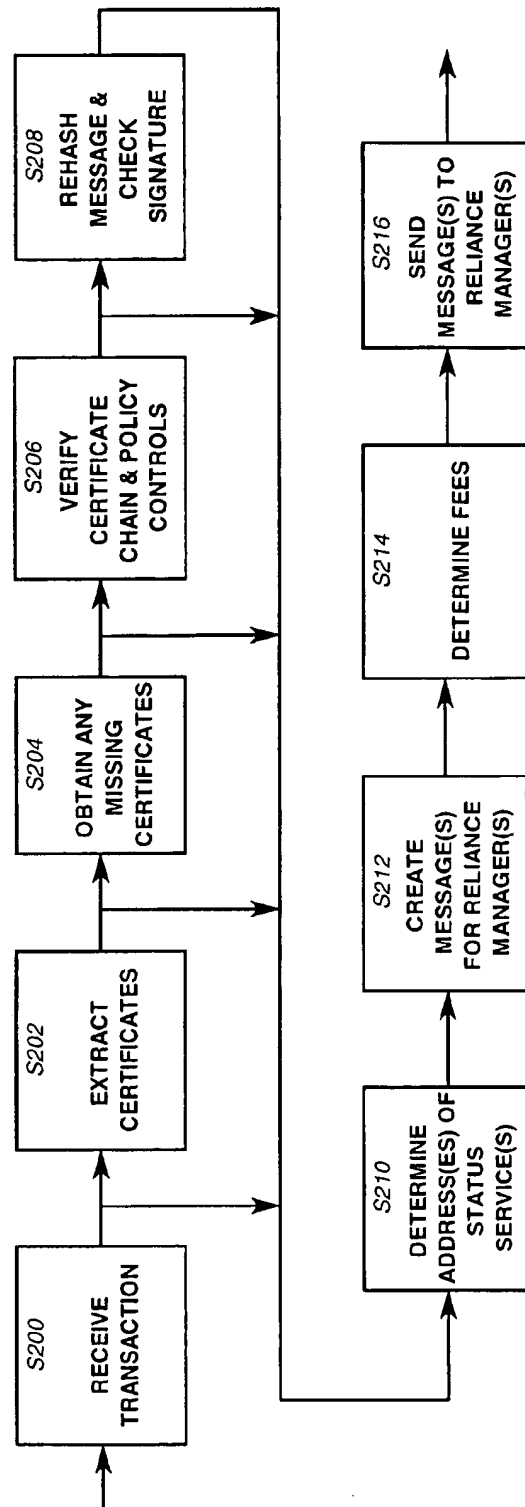 S200
RECEIVE
TRANSACTION
S202
EXTRACT
CERTIFICATES
S204
OBTAIN ANY
MISSING
CERTIFICATES
S206
VERIFY
CERTIFICATE
CHAIN & POLICY
CONTROLS
S208
REHASH
MESSAGE &
CHECK
SIGNATURE
S210
DETERMINE
ADDRESS(ES) OF
STATUS
SERVICE(S)
S212
CREATE
MESSAGE(S)
FOR RELIANCE
MANAGER(S)
S214
DETERMINE FEES
S216
SEND
MESSAGE(S) TO
RELIANCE
MANAGER(S)